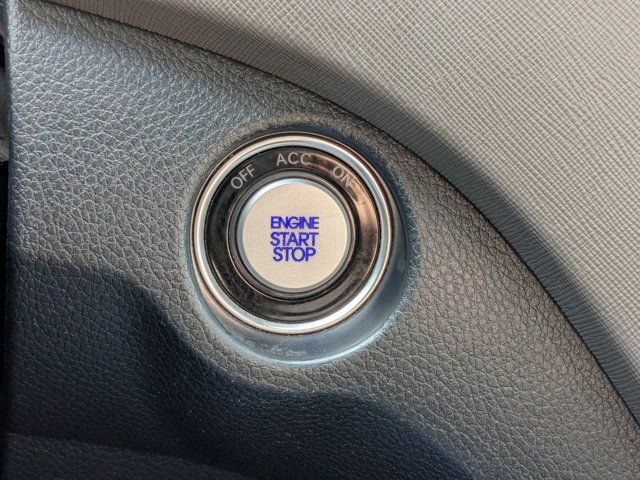 OFF ACC ON
ENGINE
START
STOP